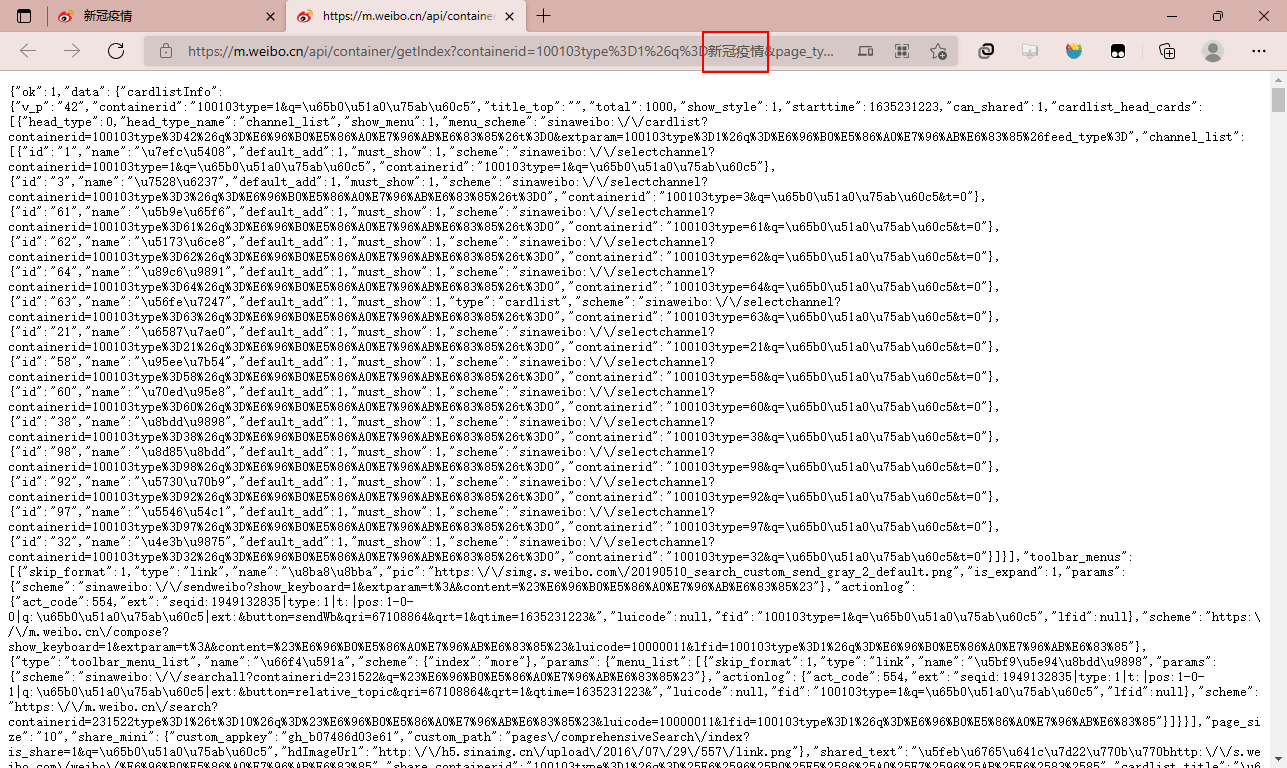 新冠疫情
https://m.weibo.cn/api/container
https://m.weibo.cn/api/container/getIndex?containerid=100103type%3D1%26q%3D新冠疫情&page_ty...
{"ok":1,"data":{"cardlistInfo":
{"v_p":"42","containerid":"100103type=1&q=\u65b0\u51a0\u75ab\u60c5","title_top":"","total":1000,"show_style":1,"starttime":1635231223,"can_shared":1,"cardlist_head_cards":
[{"head_type":0,"head_type_name":"channel_list","show_menu":1,"menu_scheme":"sinaweibo:\/\/cardlist?
containerid=100103type%3D42%26q%3D%E6%96%B0%E5%86%A0%E7%96%AB%E6%83%85%26t%3D0&extparam=100103type%3D1%26q%3D%E6%96%B0%E5%86%A0%E7%96%AB%E6%83%85%26feed_type%3D","channel_list":
[{"id":"1","name":"\u7efc\u5408","default_add":1,"must_show":1,"scheme":"sinaweibo:\/\/selectchannel?
containerid=100103type=1&q=\u65b0\u51a0\u75ab\u60c5","containerid":"100103type=1&q=\u65b0\u51a0\u75ab\u60c5"},
{"id":"3","name":"\u7528\u6237","default_add":1,"must_show":1,"scheme":"sinaweibo:\/\/selectchannel?
containerid=100103type%3D3%26q%3D%E6%96%B0%E5%86%A0%E7%96%AB%E6%83%85%26t%3D0","containerid":"100103type=3&q=\u65b0\u51a0\u75ab\u60c5&t=0"},
{"id":"61","name":"\u5b9e\u65f6","default_add":1,"must_show":1,"scheme":"sinaweibo:\/\/selectchannel?
containerid=100103type%3D61%26q%3D%E6%96%B0%E5%86%A0%E7%96%AB%E6%83%85%26t%3D0","containerid":"100103type=61&q=\u65b0\u51a0\u75ab\u60c5&t=0"},
{"id":"62","name":"\u5173\u6ce8","default_add":1,"must_show":1,"scheme":"sinaweibo:\/\/selectchannel?
containerid=100103type%3D62%26q%3D%E6%96%B0%E5%86%A0%E7%96%AB%E6%83%85%26t%3D0","containerid":"100103type=62&q=\u65b0\u51a0\u75ab\u60c5&t=0"},
{"id":"64","name":"\u89c6\u9891","default_add":1,"must_show":1,"scheme":"sinaweibo:\/\/selectchannel?
containerid=100103type%3D64%26q%3D%E6%96%B0%E5%86%A0%E7%96%AB%E6%83%85%26t%3D0","containerid":"100103type=64&q=\u65b0\u51a0\u75ab\u60c5&t=0"},
{"id":"63","name":"\u56fe\u7247","default_add":1,"must_show":1,"type":"cardlist","scheme":"sinaweibo:\/\/selectchannel?
containerid=100103type%3D63%26q%3D%E6%96%B0%E5%86%A0%E7%96%AB%E6%83%85%26t%3D0","containerid":"100103type=63&q=\u65b0\u51a0\u75ab\u60c5&t=0"},
{"id":"21","name":"\u6587\u7ae0","default_add":1,"must_show":1,"scheme":"sinaweibo:\/\/selectchannel?
containerid=100103type%3D21%26q%3D%E6%96%B0%E5%86%A0%E7%96%AB%E6%83%85%26t%3D0","containerid":"100103type=21&q=\u65b0\u51a0\u75ab\u60c5&t=0"},
{"id":"58","name":"\u95ee\u7b54","default_add":1,"must_show":1,"scheme":"sinaweibo:\/\/selectchannel?
containerid=100103type%3D58%26q%3D%E6%96%B0%E5%86%A0%E7%96%AB%E6%83%85%26t%3D0","containerid":"100103type=58&q=\u65b0\u51a0\u75ab\u60c5&t=0"},
{"id":"60","name":"\u70ed\u95e8","default_add":1,"must_show":1,"scheme":"sinaweibo:\/\/selectchannel?
containerid=100103type%3D60%26q%3D%E6%96%B0%E5%86%A0%E7%96%AB%E6%83%85%26t%3D0","containerid":"100103type=60&q=\u65b0\u51a0\u75ab\u60c5&t=0"},
{"id":"38","name":"\u8bdd\u9898","default_add":1,"must_show":1,"scheme":"sinaweibo:\/\/selectchannel?
containerid=100103type%3D38%26q%3D%E6%96%B0%E5%86%A0%E7%96%AB%E6%83%85%26t%3D0","containerid":"100103type=38&q=\u65b0\u51a0\u75ab\u60c5&t=0"},
{"id":"98","name":"\u8d85\u8bdd","default_add":1,"must_show":1,"scheme":"sinaweibo:\/\/selectchannel?
containerid=100103type%3D98%26q%3D%E6%96%B0%E5%86%A0%E7%96%AB%E6%83%85%26t%3D0","containerid":"100103type=98&q=\u65b0\u51a0\u75ab\u60c5&t=0"},
{"id":"92","name":"\u5730\u70b9","default_add":1,"must_show":1,"scheme":"sinaweibo:\/\/selectchannel?
containerid=100103type%3D92%26q%3D%E6%96%B0%E5%86%A0%E7%96%AB%E6%83%85%26t%3D0","containerid":"100103type=92&q=\u65b0\u51a0\u75ab\u60c5&t=0"},
{"id":"97","name":"\u5546\u54c1","default_add":1,"must_show":1,"scheme":"sinaweibo:\/\/selectchannel?
containerid=100103type%3D97%26q%3D%E6%96%B0%E5%86%A0%E7%96%AB%E6%83%85%26t%3D0","containerid":"100103type=97&q=\u65b0\u51a0\u75ab\u60c5&t=0"},
{"id":"32","name":"\u4e3b\u9875","default_add":1,"must_show":1,"scheme":"sinaweibo:\/\/selectchannel?
containerid=100103type%3D32%26q%3D%E6%96%B0%E5%86%A0%E7%96%AB%E6%83%85%26t%3D0","containerid":"100103type=32&q=\u65b0\u51a0\u75ab\u60c5&t=0"}]}],"toolbar_menus":
[{"skip_format":1,"type":"link","name":"\u8ba8\u8bba","pic":"https:\/\/simg.s.weibo.com\/20190510_search_custom_send_gray_2_default.png","is_expand":1,"params":
{"scheme":"sinaweibo:\/\/sendweibo?show_keyboard=1&extparam=t%3A&content=%23%E6%96%B0%E5%86%A0%E7%96%AB%E6%83%85%23"},"actionlog":
{"act_code":554,"ext":"seqid:1949132835|type:1|t:|pos:1-0-
0|q:\u65b0\u51a0\u75ab\u60c5|ext:&button=sendWb&qri=67108864&qrt=1&qtime=1635231223&","luicode":null,"fid":"100103type=1&q=\u65b0\u51a0\u75ab\u60c5","lfid":null},"scheme":"https:\
/\/m.weibo.cn\/compose?
show_keyboard=1&extparam=t%3A&content=%23%E6%96%B0%E5%86%A0%E7%96%AB%E6%83%85%23&luicode=10000011&lfid=100103type%3D1%26q%3D%E6%96%B0%E5%86%A0%E7%96%AB%E6%83%85"},
{"type":"toolbar_menu_list","name":"\u66f4\u591a","scheme":{"index":"more"},"params":{"menu_list":[{"skip_format":1,"type":"link","name":"\u5bf9\u5e94\u8bdd\u9898","params":
{"scheme":"sinaweibo:\/\/searchall?containerid=231522&q=%23%E6%96%B0%E5%86%A0%E7%96%AB%E6%83%85%23"},"actionlog":{"act_code":554,"ext":"seqid:1949132835|type:1|t:|pos:1-0-
1|q:\u65b0\u51a0\u75ab\u60c5|ext:&button=relative_topic&qri=67108864&qrt=1&qtime=1635231223&","luicode":null,"fid":"100103type=1&q=\u65b0\u51a0\u75ab\u60c5","lfid":null},"scheme":
"https:\/\/m.weibo.cn\/search?
containerid=231522type%3D1%26t%3D10%26q%3D%23%E6%96%B0%E5%86%A0%E7%96%AB%E6%83%85%23&luicode=10000011&lfid=100103type%3D1%26q%3D%E6%96%B0%E5%86%A0%E7%96%AB%E6%83%85"}]}}],"page_si
ze":"10","share_mini":{"custom_appkey":"gh_b07486d03e61","custom_path":"pages\/comprehensiveSearch\/index?
is_share=1&q=\u65b0\u51a0\u75ab\u60c5","hdImageUrl":"http:\/\/h5.sinaimg.cn\/upload\/2016\/07\/29\/557\/link.png"},"shared_text":"\u5feb\u6765\u641c\u7d22\u770b\u770bhttp:\/\/s.we